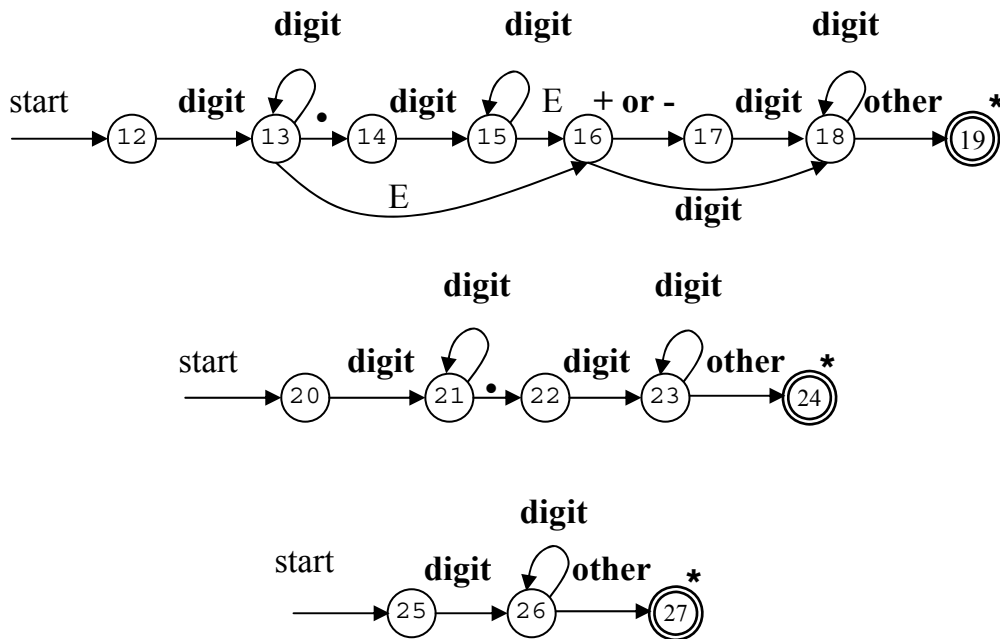 digit digit digit
start digit • digit E + or - digit other *
12 13 14 15 16 17 18 19
E digit
digit digit
start digit • digit other *
20 21 22 23 24
digit
start digit other *
25 26 27